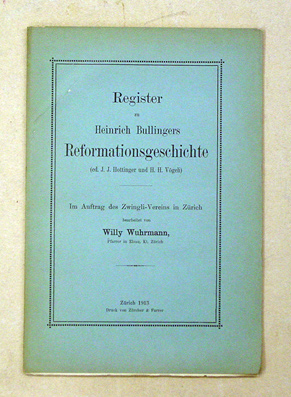 Register
zu
Heinrich Bullingers
Reformationsgeschichte
(ed. J. J. Hottinger und H. H. Vögeli)
Im Auftrag des Zwingli-Vereins in Zürich
bearbeitet von
Willy Wuhrmann,
Pfarrer in Elsau, Kt. Zürich
Zürich 1913
Druck von Zürcher & Furrer